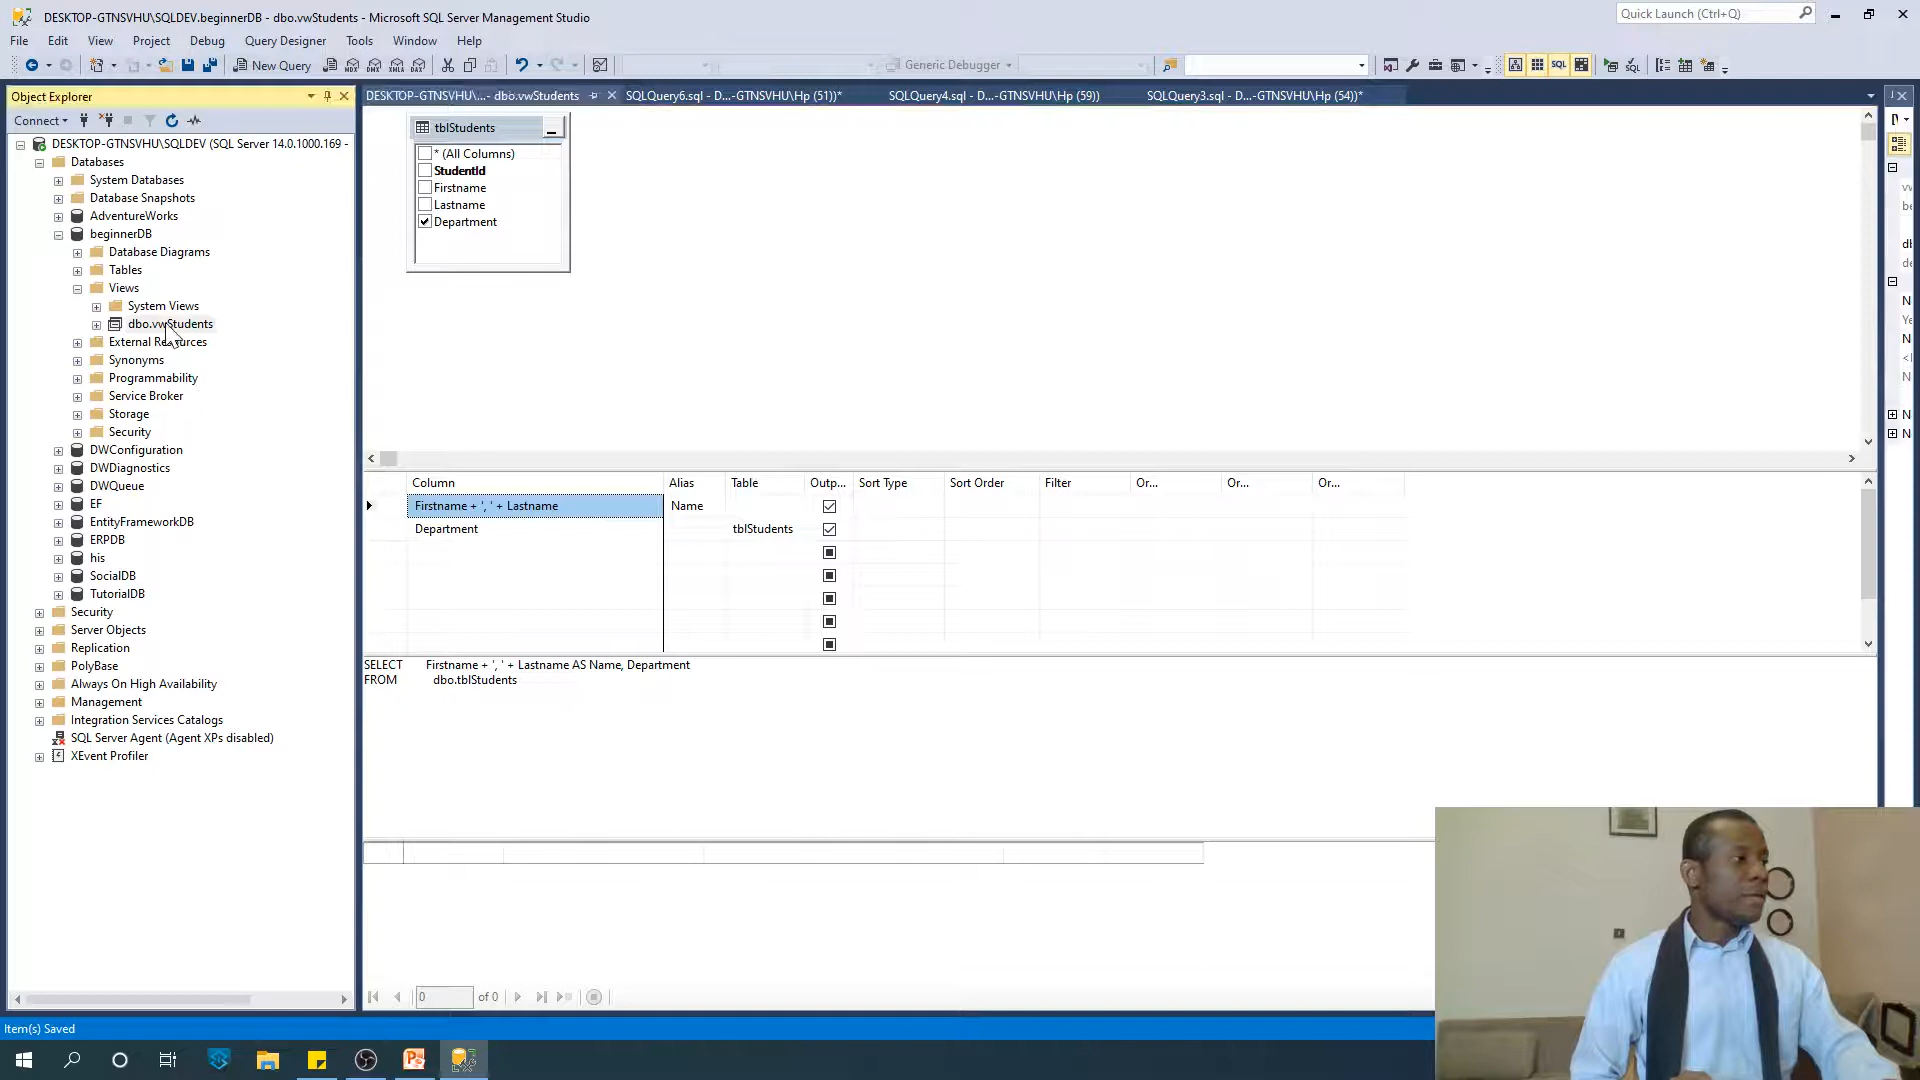 DESKTOP-GTNSVHU\SQLDEV.beginnerDB - dbo.vwStudents - Microsoft SQL Server Management Studio
Quick Launch (Ctrl+Q)
File Edit View Project Debug Query Designer Tools Window Help
New Query
Generic Debugger
Object Explorer
DESKTOP-GTNSVHU\...- dbo.vwStudents
SQLQuery6.sql - D...-GTNSVHU\Hp (51))*
SQLQuery4.sql - D...-GTNSVHU\Hp (59))
SQLQuery3.sql - D...-GTNSVHU\Hp (54))*
Connect
DESKTOP-GTNSVHU\SQLDEV (SQL Server 14.0.1000.169 -
Databases
System Databases
Database Snapshots
AdventureWorks
beginnerDB
Database Diagrams
Tables
Views
System Views
dbo.vwStudents
External Resources
Synonyms
Programmability
Service Broker
Storage
Security
DWConfiguration
DWDiagnostics
DWQueue
EF
EntityFrameworkDB
ERPDB
his
SocialDB
TutorialDB
Security
Server Objects
Replication
PolyBase
Always On High Availability
Management
Integration Services Catalogs
SQL Server Agent (Agent XPs disabled)
XEvent Profiler
tblStudents
* (All Columns)
StudentId
Firstname
Lastname
Department
Column Alias Table Outp... Sort Type Sort Order Filter Or... Or... Or...
Firstname + ', ' + Lastname Name
Department tblStudents
SELECT Firstname + ', ' + Lastname AS Name, Department
FROM dbo.tblStudents
0 of 0
Item(s) Saved